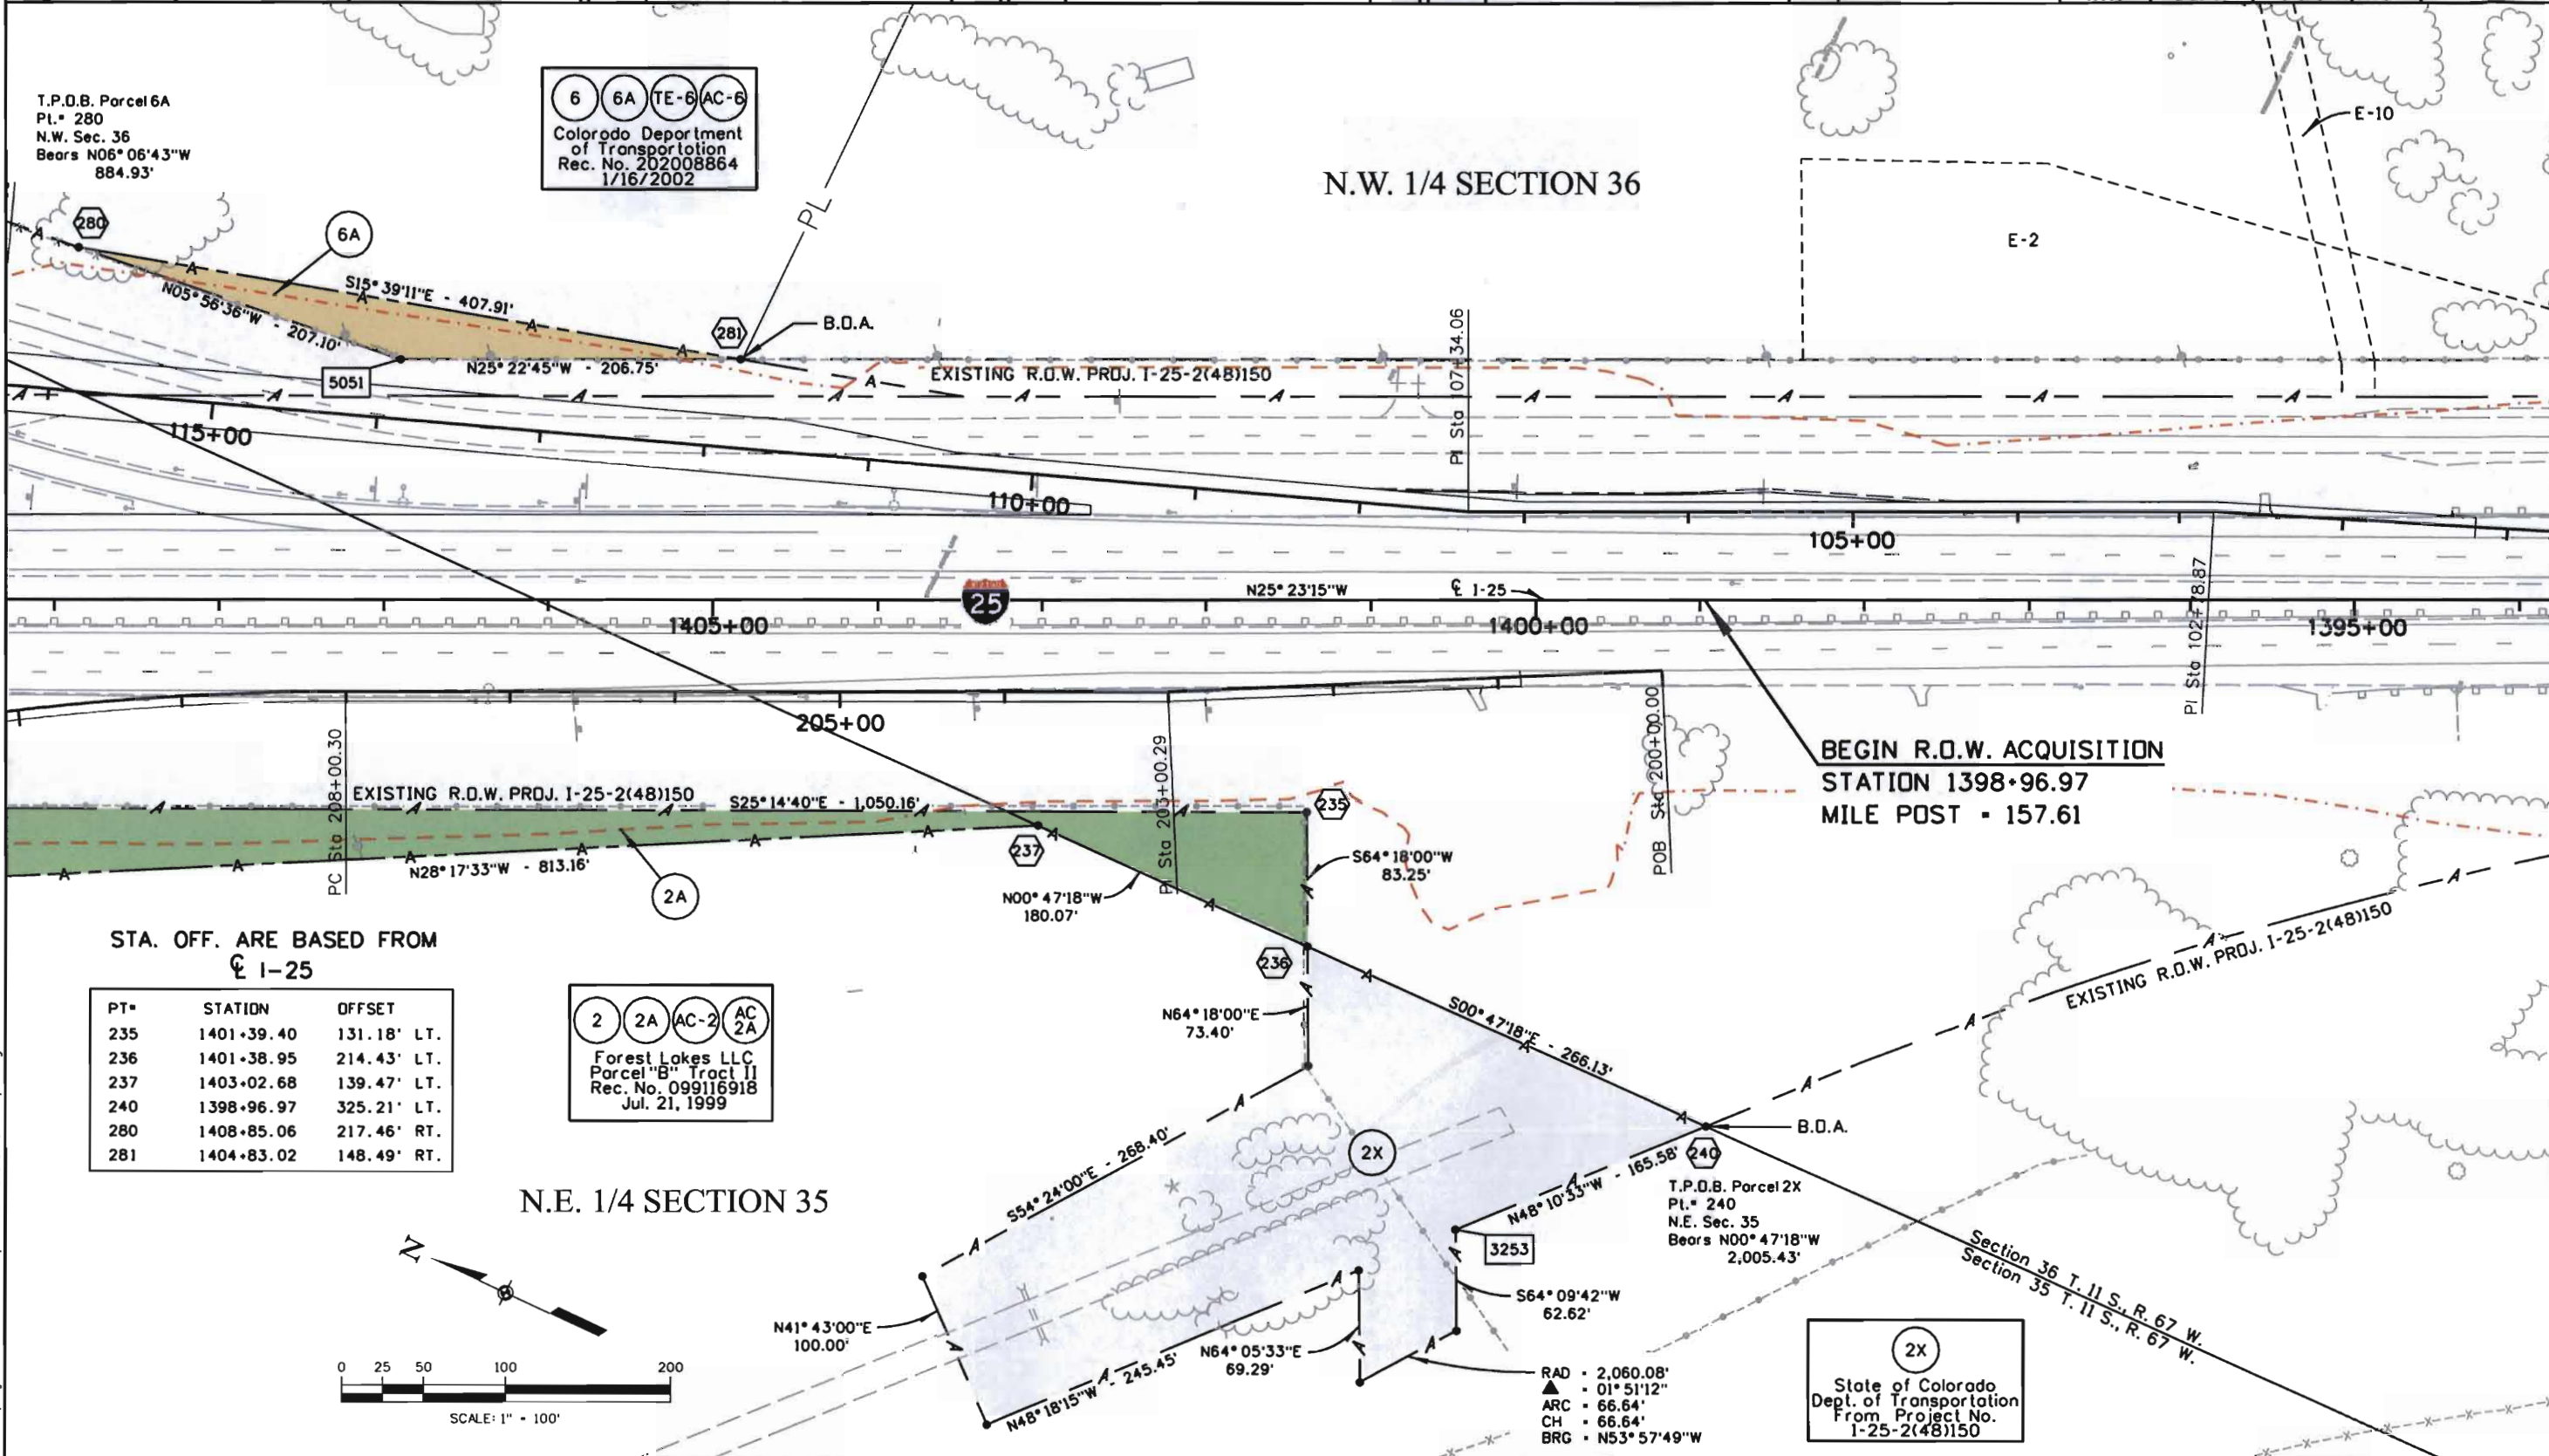 T.P.O.B. Parcel 6A
Pt.# 280
N.W. Sec. 36
Bears N06°06'43"W
884.93'
6 6A TE-6 AC-6
Colorado Department
of Transportation
Rec. No. 202008864
1/16/2002
PL
N.W. 1/4 SECTION 36
E-10
E-2
280
6A
S15°39'11"E - 407.91'
N05°56'36"W - 207.10'
281
B.O.A.
5051
N25°22'45"W - 206.75'
EXISTING R.O.W. PROJ. I-25-2(48)150
PI Sta 107+34.06
115+00
110+00
105+00
25
N25°23'15"W
℄ I-25
1405+00
1400+00
1395+00
PI Sta 102+78.87
205+00
PC Sta 208+00.30
PI Sta 203+00.29
POB Sta 200+00.00
BEGIN R.O.W. ACQUISITION
STATION 1398+96.97
MILE POST = 157.61
EXISTING R.O.W. PROJ. I-25-2(48)150
S25°14'40"E - 1,050.16'
235
237
N28°17'33"W - 813.16'
2A
S64°18'00"W
83.25'
N00°47'18"W
180.07'
236
EXISTING R.O.W. PROJ. I-25-2(48)150
STA. OFF. ARE BASED FROM
℄ I-25
PT# STATION OFFSET
235 1401+39.40 131.18' LT.
236 1401+38.95 214.43' LT.
237 1403+02.68 139.47' LT.
240 1398+96.97 325.21' LT.
280 1408+85.06 217.46' RT.
281 1404+83.02 148.49' RT.
2 2A AC-2 AC 2A
Forest Lakes LLC
Parcel "B" Tract II
Rec. No. 099116918
Jul. 21, 1999
N64°18'00"E
73.40'
S00°47'18"E - 266.13'
B.O.A.
240
2X
S54°24'00"E - 268.40'
N48°10'33"W - 165.58'
T.P.O.B. Parcel 2X
Pt.# 240
N.E. Sec. 35
Bears N00°47'18"W
2,005.43'
N.E. 1/4 SECTION 35
N
3253
Section 36 T. 11 S., R. 67 W.
Section 35 T. 11 S., R. 67 W.
S64°09'42"W
62.62'
N41°43'00"E
100.00'
N64°05'33"E
69.29'
N48°18'15"W - 245.45'
RAD = 2,060.08'
▲ = 01°51'12"
ARC = 66.64'
CH = 66.64'
BRG = N53°57'49"W
2X
State of Colorado
Dept. of Transportation
From Project No.
I-25-2(48)150
0 25 50 100 200
SCALE: 1" = 100'